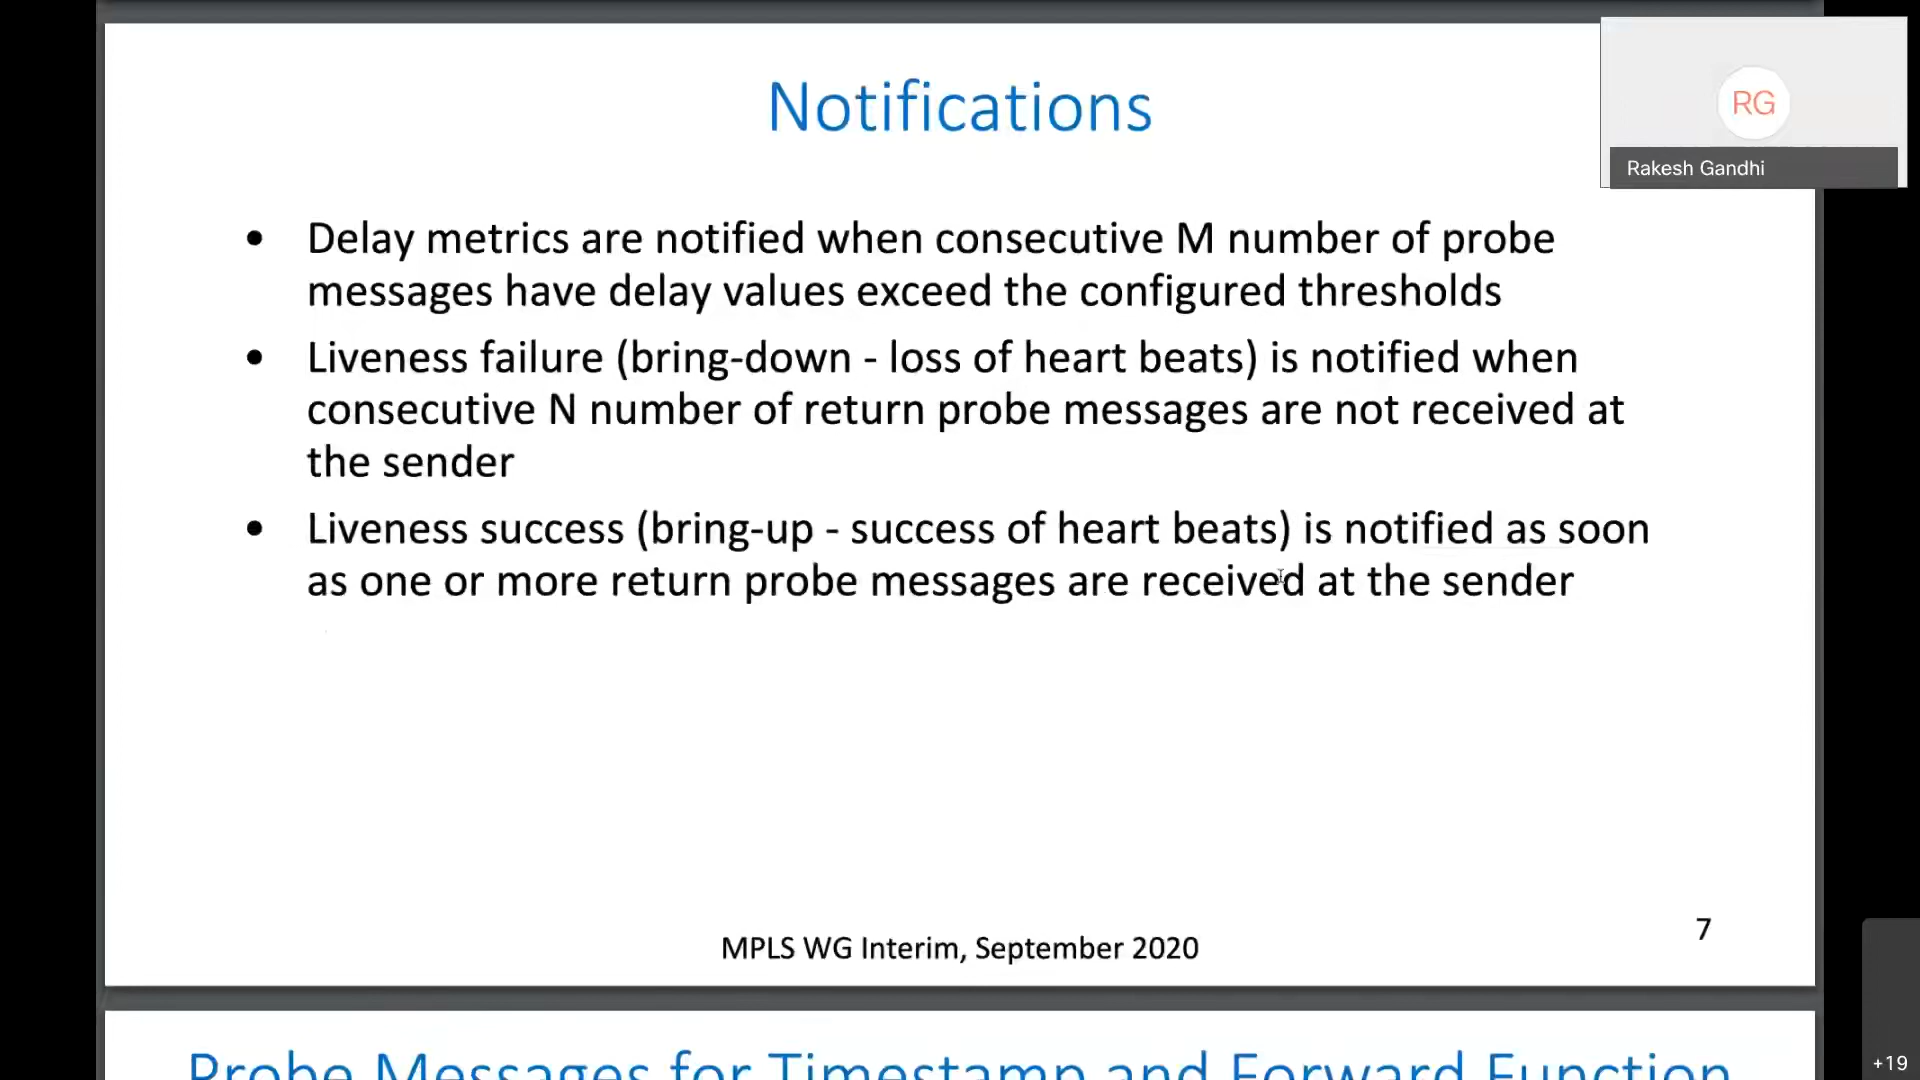 Notifications
RG
Rakesh Gandhi
• Delay metrics are notified when consecutive M number of probe
messages have delay values exceed the configured thresholds
• Liveness failure (bring-down - loss of heart beats) is notified when
consecutive N number of return probe messages are not received at
the sender
• Liveness success (bring-up - success of heart beats) is notified as soon
as one or more return probe messages are received at the sender
7
MPLS WG Interim, September 2020
Probe Messages for Timestamp and Forward Function
+19